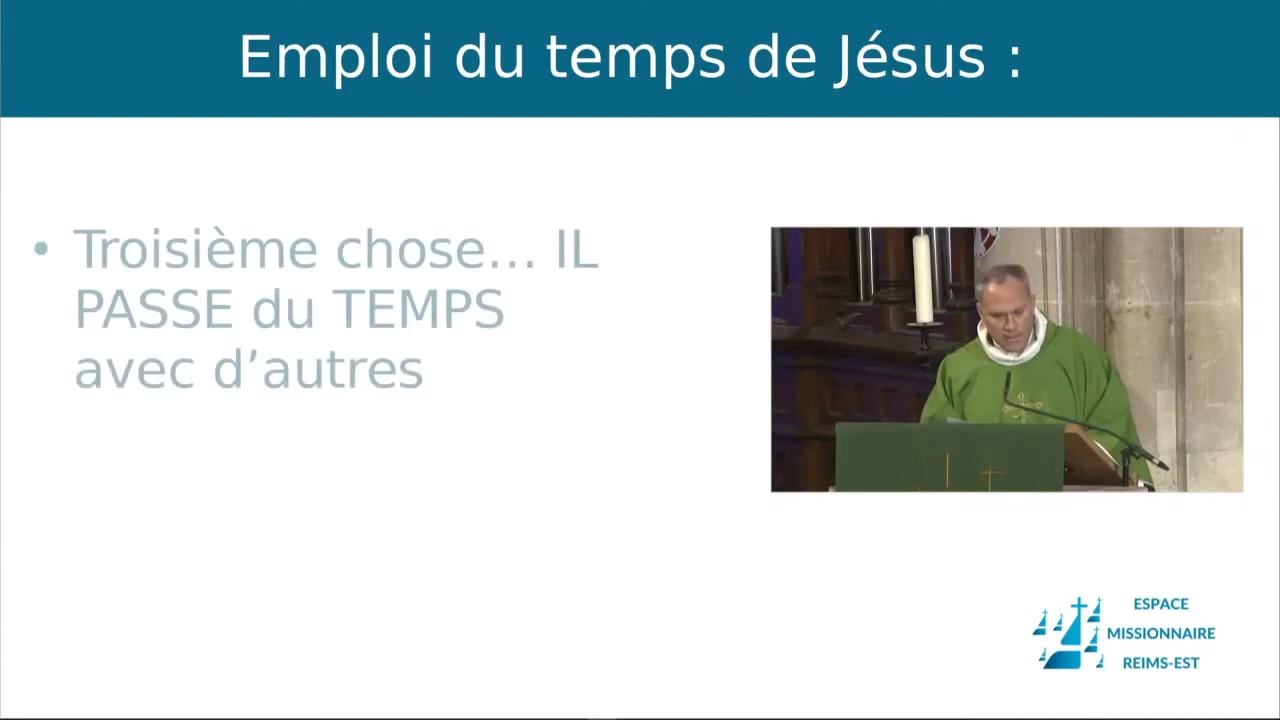 Emploi du temps de Jésus :
• Troisième chose... IL
PASSE du TEMPS
avec d’autres
ESPACE
MISSIONNAIRE
REIMS-EST